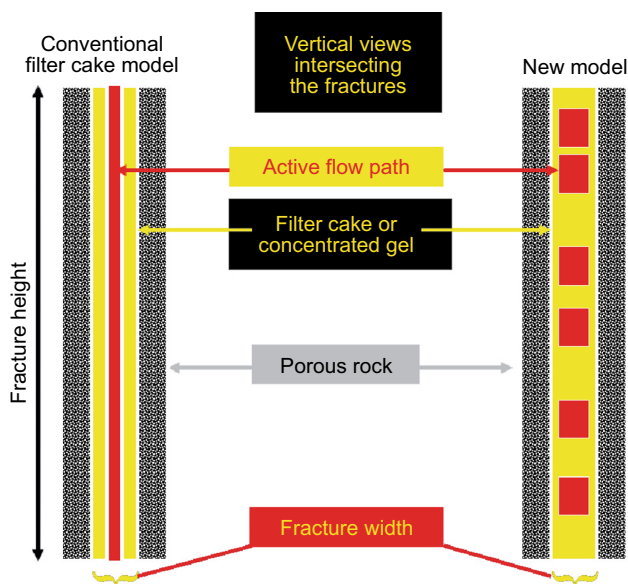 Conventional
filter cake model
Vertical views
intersecting
the fractures
New model
Active flow path
Filter cake or
concentrated gel
Fracture height
Porous rock
Fracture width